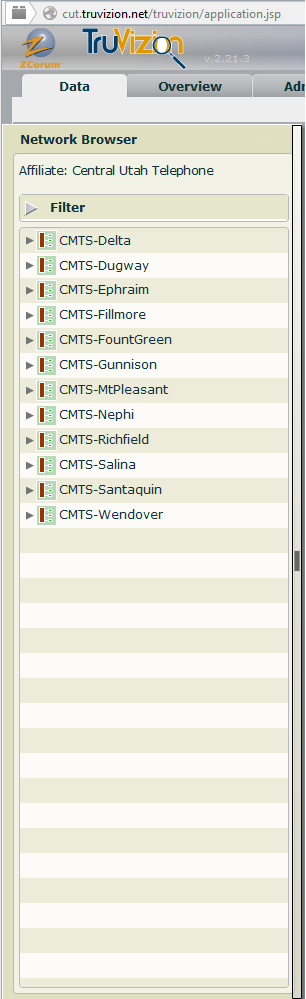 cut.truvizion.net/truvizion/application.jsp
ZCorum TruVizion v.2.21.3
Data Overview
Network Browser
Affiliate: Central Utah Telephone
Filter
CMTS-Delta
CMTS-Dugway
CMTS-Ephraim
CMTS-Fillmore
CMTS-FountGreen
CMTS-Gunnison
CMTS-MtPleasant
CMTS-Nephi
CMTS-Richfield
CMTS-Salina
CMTS-Santaquin
CMTS-Wendover